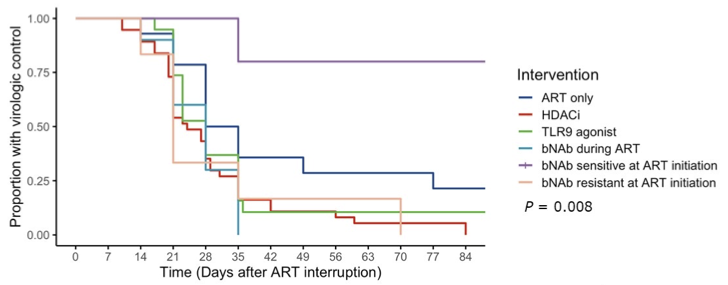 Proportion with virologic control
1.00
0.75
0.50
0.25
0.00
0 7 14 21 28 35 42 49 56 63 70 77 84
Time (Days after ART interruption)
Intervention
ART only
HDACi
TLR9 agonist
bNAb during ART
bNAb sensitive at ART initiation
bNAb resistant at ART initiation
P = 0.008